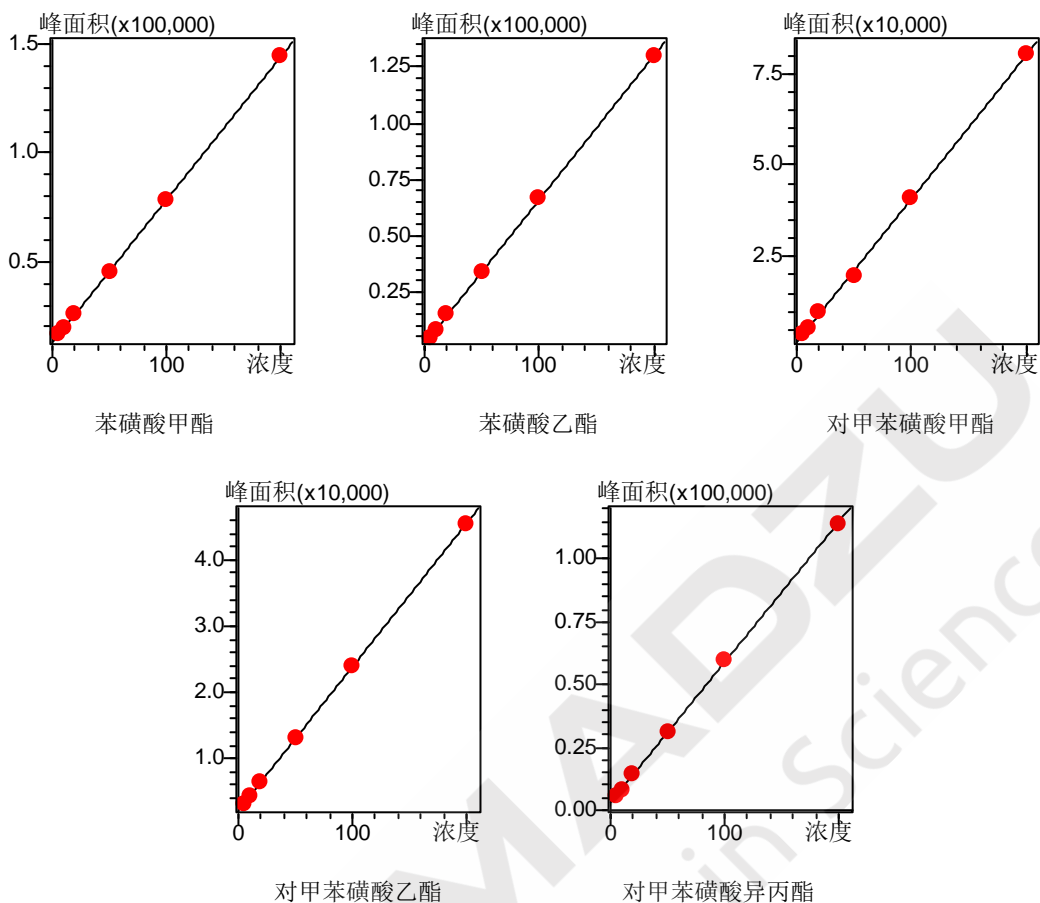 峰面积(x100,000)
1.5
1.0
0.5
0
100
浓度
苯磺酸甲酯
峰面积(x100,000)
1.25
1.00
0.75
0.50
0.25
0
100
浓度
苯磺酸乙酯
峰面积(x10,000)
7.5
5.0
2.5
0
100
浓度
对甲苯磺酸甲酯
峰面积(x10,000)
4.0
3.0
2.0
1.0
0
100
浓度
对甲苯磺酸乙酯
峰面积(x100,000)
1.00
0.75
0.50
0.25
0.00
0
100
浓度
对甲苯磺酸异丙酯
MADZU
in Science